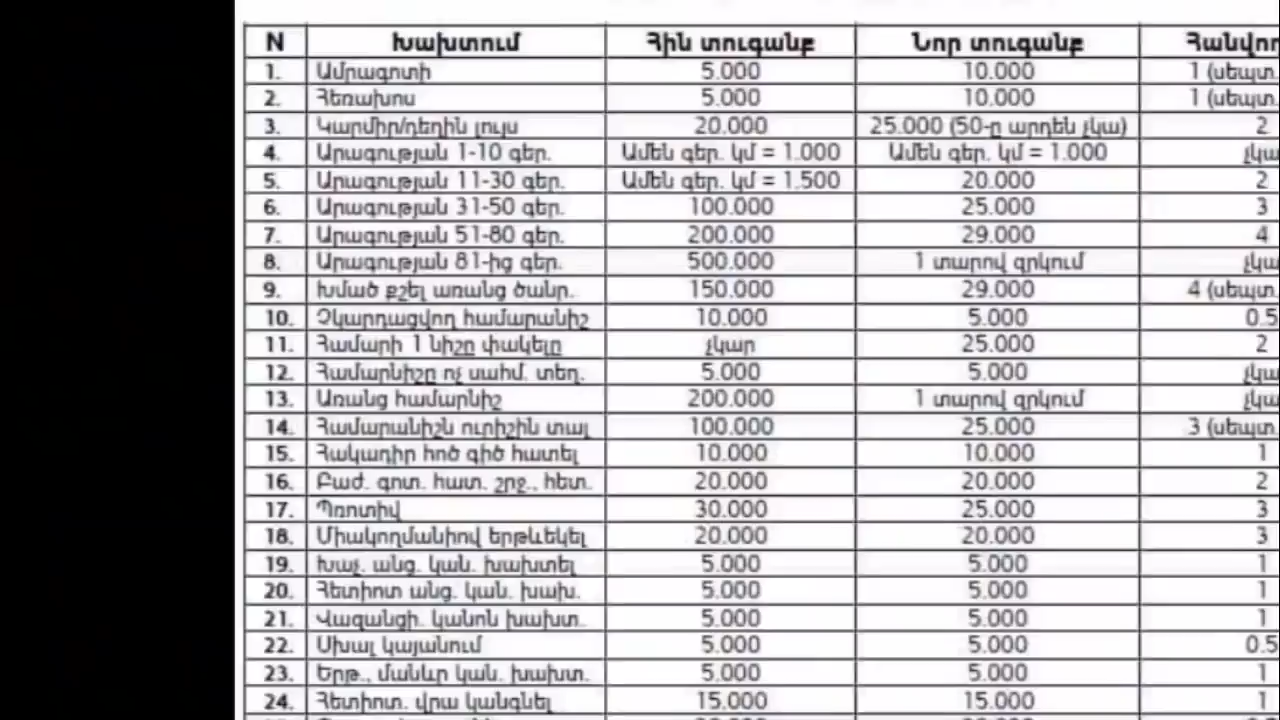 N Խախտում Հին տուգանք Նոր տուգանք Հանվող
1. Ամրագոտի 5.000 10.000 1 (սեպտ.
2. Հեռախոս 5.000 10.000 1 (սեպտ.
3. Կարմիր/դեղին լույս 20.000 25.000 (50-ը արդեն չկա) 2
4. Արագության 1-10 գեր. Ամեն գեր. կմ = 1.000 Ամեն գեր. կմ = 1.000 չկա
5. Արագության 11-30 գեր. Ամեն գեր. կմ = 1.500 20.000 2
6. Արագության 31-50 գեր. 100.000 25.000 3
7. Արագության 51-80 գեր. 200.000 29.000 4
8. Արագության 81-ից գեր. 500.000 1 տարով զրկում չկա
9. Խմած քշել առանց ծանր. 150.000 29.000 4 (սեպտ.
10. Չկարդացվող համարանիշ 10.000 5.000 0.5
11. Համարի 1 նիշը փակելը չկար 25.000 2
12. Համարնիշը ոչ սահմ. տեղ. 5.000 5.000 չկա
13. Առանց համարնիշ 200.000 1 տարով զրկում չկա
14. Համարանիշն ուրիշին տալ 100.000 25.000 3 (սեպտ.
15. Հակադիր հոծ գիծ հատել 10.000 10.000 1
16. Բաժ. գոտ. հատ. շրջ., հետ. 20.000 20.000 2
17. Պռոտիվ 30.000 25.000 3
18. Միակողմանիով երթևեկել 20.000 20.000 3
19. Խաչ. անց. կան. խախտել 5.000 5.000 1
20. Հետիոտ անց. կան. խախ. 5.000 5.000 1
21. Վազանցի. կանոն խախտ. 5.000 5.000 1
22. Սխալ կայանում 5.000 5.000 0.5
23. Երթ., մանևր կան. խախտ. 5.000 5.000 1
24. Հետիոտ. վրա կանգնել 15.000 15.000 1